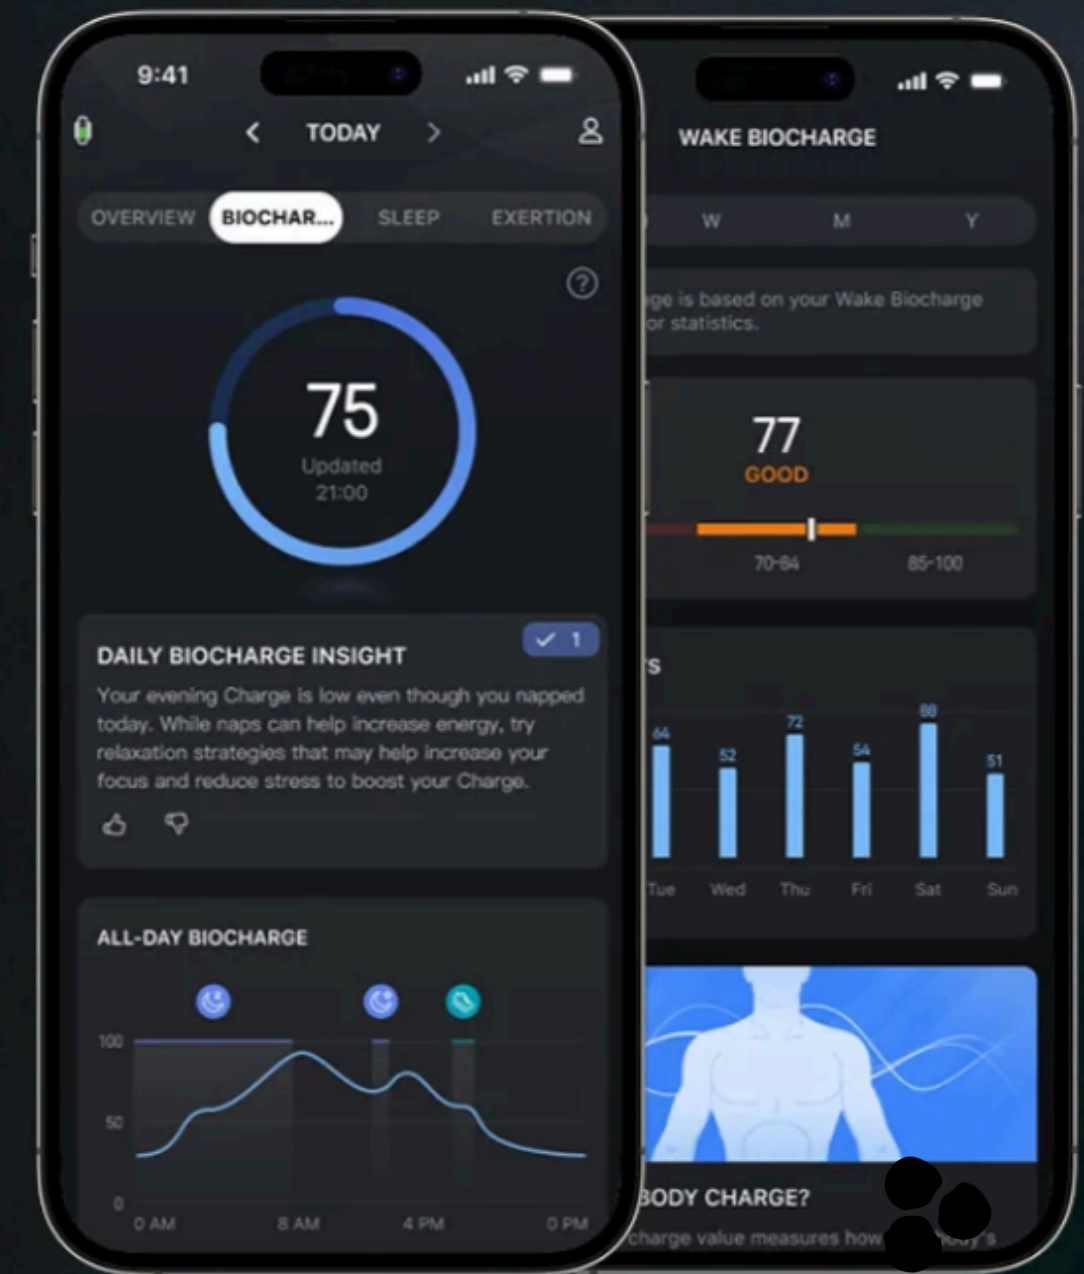 9:41
TODAY
OVERVIEW
BIOCHAR...
SLEEP
EXERTION
?
75
Updated
21:00
DAILY BIOCHARGE INSIGHT
1
Your evening Charge is low even though you napped
today. While naps can help increase energy, try
relaxation strategies that may help increase your
focus and reduce stress to boost your Charge.
ALL-DAY BIOCHARGE
100
50
0
0 AM
8 AM
4 PM
0 PM
WAKE BIOCHARGE
W
M
Y
is based on your Wake Biocharge
or statistics.
77
GOOD
70-84
85-100
64
52
72
54
88
51
Tue
Wed
Thu
Fri
Sat
Sun
BODY CHARGE?
charge value measures how